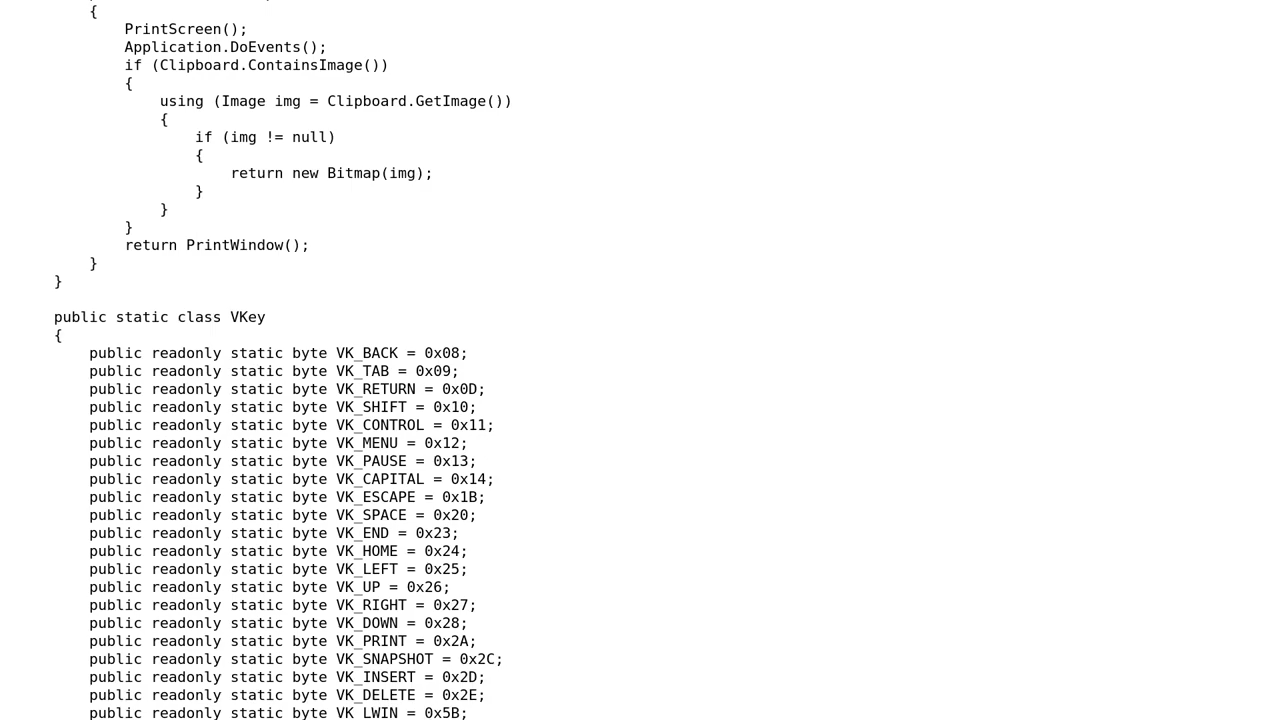 {
PrintScreen();
Application.DoEvents();
if (Clipboard.ContainsImage())
{
using (Image img = Clipboard.GetImage())
{
if (img != null)
{
return new Bitmap(img);
}
}
}
return PrintWindow();
}
}
public static class VKey
{
public readonly static byte VK_BACK = 0x08;
public readonly static byte VK_TAB = 0x09;
public readonly static byte VK_RETURN = 0x0D;
public readonly static byte VK_SHIFT = 0x10;
public readonly static byte VK_CONTROL = 0x11;
public readonly static byte VK_MENU = 0x12;
public readonly static byte VK_PAUSE = 0x13;
public readonly static byte VK_CAPITAL = 0x14;
public readonly static byte VK_ESCAPE = 0x1B;
public readonly static byte VK_SPACE = 0x20;
public readonly static byte VK_END = 0x23;
public readonly static byte VK_HOME = 0x24;
public readonly static byte VK_LEFT = 0x25;
public readonly static byte VK_UP = 0x26;
public readonly static byte VK_RIGHT = 0x27;
public readonly static byte VK_DOWN = 0x28;
public readonly static byte VK_PRINT = 0x2A;
public readonly static byte VK_SNAPSHOT = 0x2C;
public readonly static byte VK_INSERT = 0x2D;
public readonly static byte VK_DELETE = 0x2E;
public readonly static byte VK_LWIN = 0x5B;